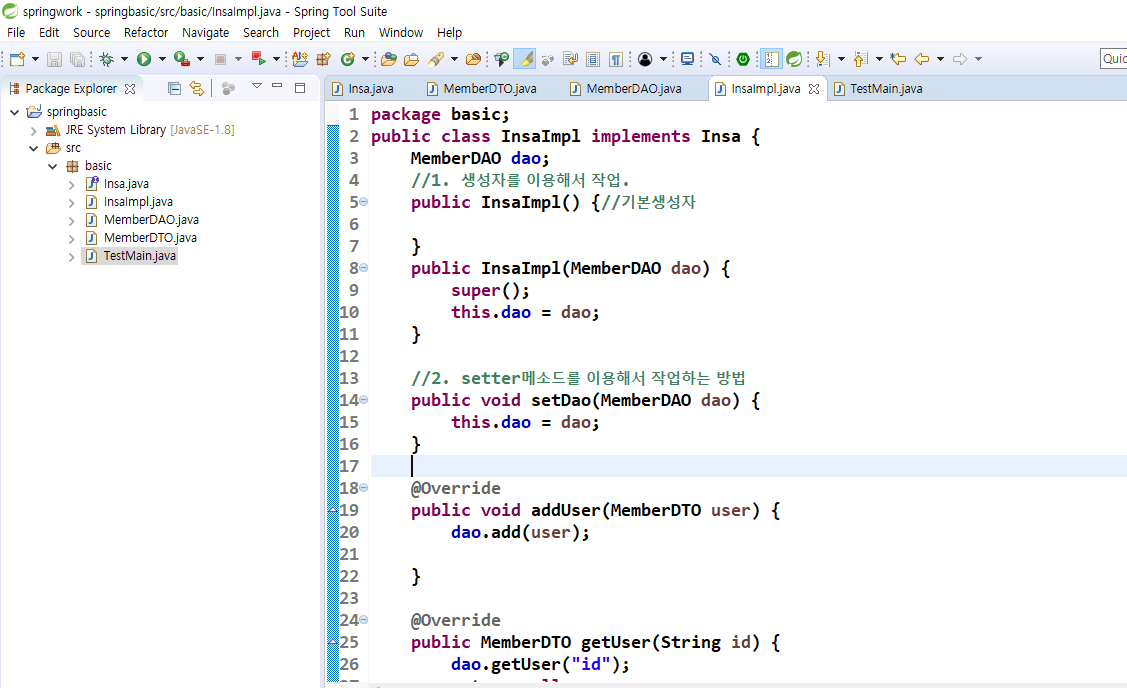 springwork - springbasic/src/basic/InsaImpl.java - Spring Tool Suite
File Edit Source Refactor Navigate Search Project Run Window Help
Quic
Package Explorer
springbasic
JRE System Library [JavaSE-1.8]
src
basic
Insa.java
InsaImpl.java
MemberDAO.java
MemberDTO.java
TestMain.java
Insa.java MemberDTO.java MemberDAO.java InsaImpl.java TestMain.java
1 package basic;
2 public class InsaImpl implements Insa {
3 MemberDAO dao;
4 //1. 생성자를 이용해서 작업.
5 public InsaImpl() {//기본생성자
6
7 }
8 public InsaImpl(MemberDAO dao) {
9 super();
10 this.dao = dao;
11 }
12
13 //2. setter메소드를 이용해서 작업하는 방법
14 public void setDao(MemberDAO dao) {
15 this.dao = dao;
16 }
17
18 @Override
19 public void addUser(MemberDTO user) {
20 dao.add(user);
21
22 }
23
24 @Override
25 public MemberDTO getUser(String id) {
26 dao.getUser("id");